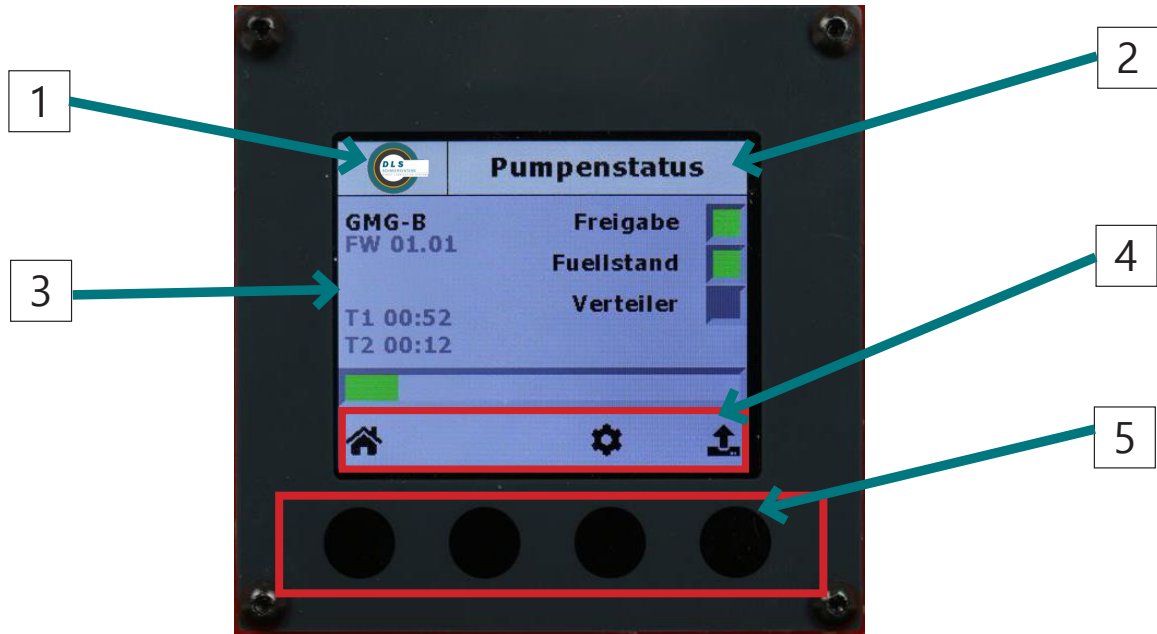 1
2
DLS
Pumpenstatus
GMG-B
FW 01.01
Freigabe
Fuellstand
Verteiler
3
4
T1 00:52
T2 00:12
5